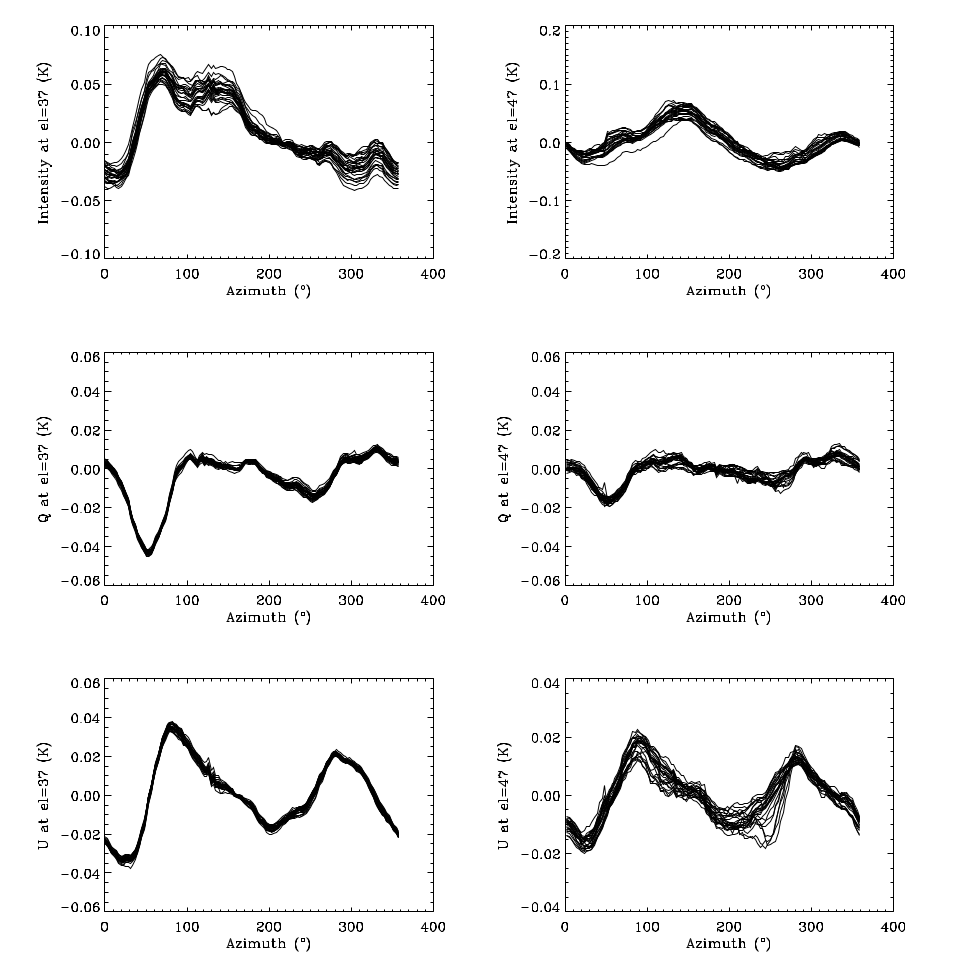 Intensity at el=37 (K)
0.10
0.05
0.00
−0.05
−0.10
0 100 200 300 400
Azimuth (°)
Intensity at el=47 (K)
0.2
0.1
0.0
−0.1
−0.2
0 100 200 300 400
Azimuth (°)
Q at el=37 (K)
0.06
0.04
0.02
0.00
−0.02
−0.04
−0.06
0 100 200 300 400
Azimuth (°)
Q at el=47 (K)
0.06
0.04
0.02
0.00
−0.02
−0.04
−0.06
0 100 200 300 400
Azimuth (°)
U at el=37 (K)
0.06
0.04
0.02
0.00
−0.02
−0.04
−0.06
0 100 200 300 400
Azimuth (°)
U at el=47 (K)
0.04
0.02
0.00
−0.02
−0.04
0 100 200 300 400
Azimuth (°)